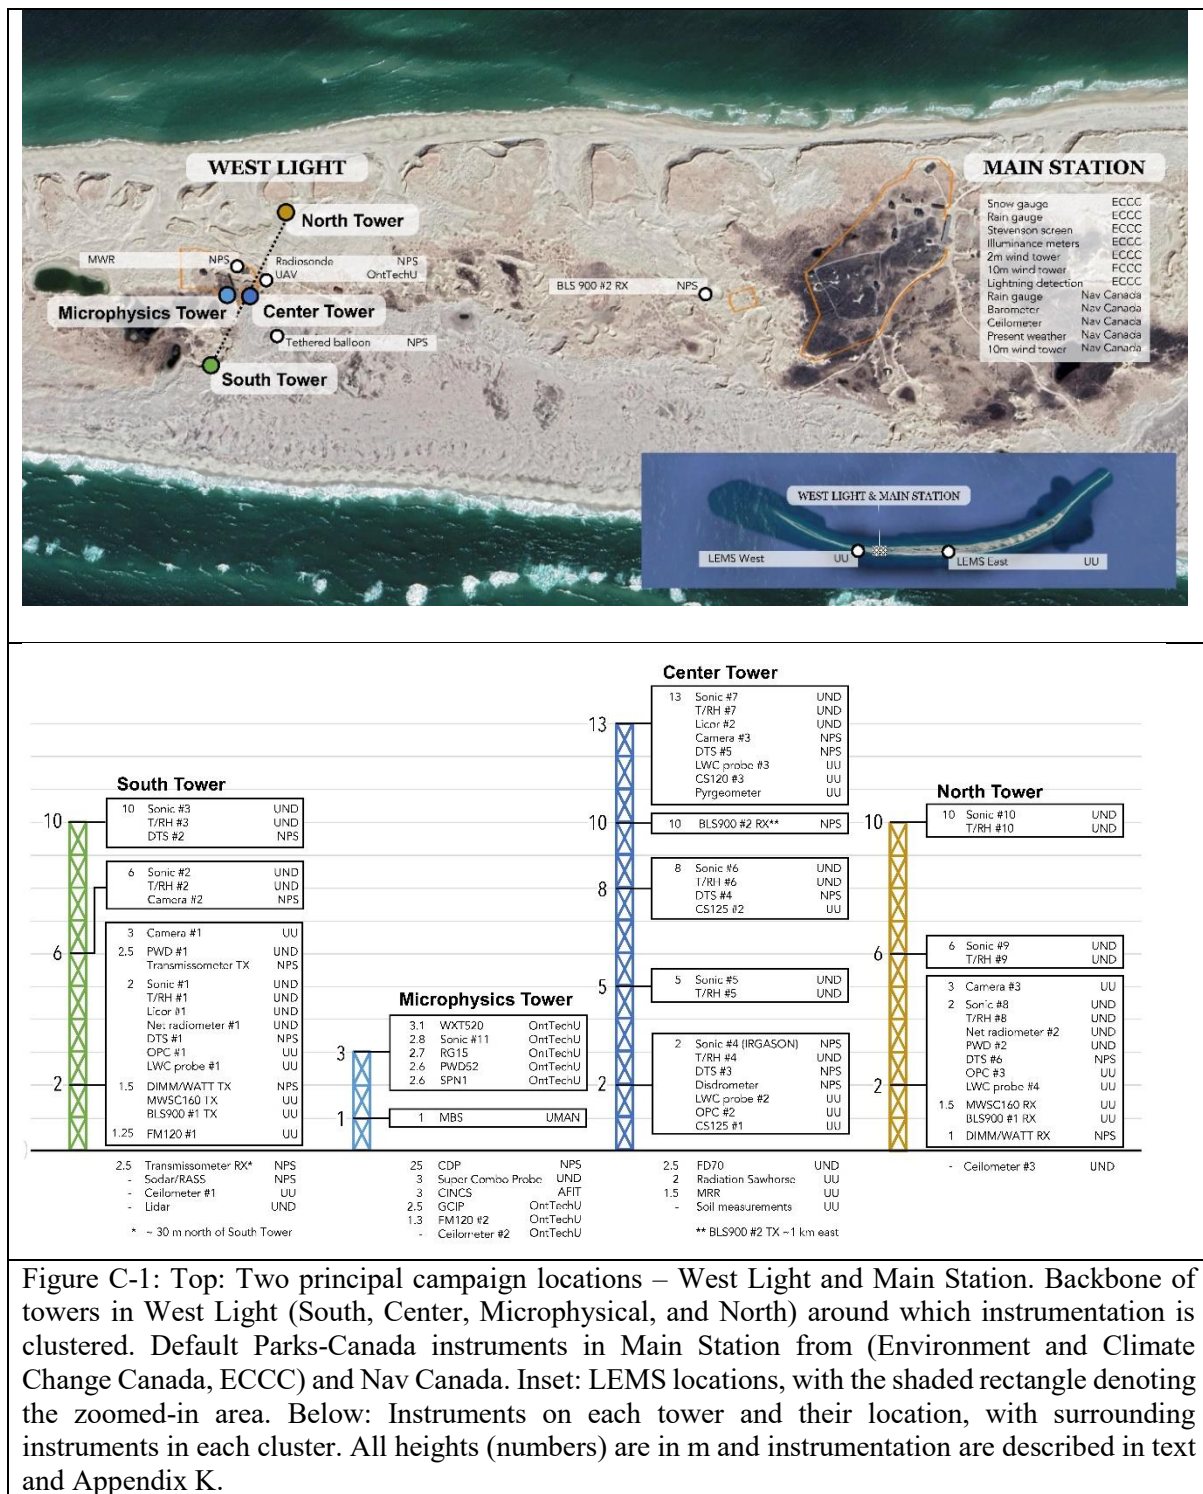 WEST LIGHT
MAIN STATION
North Tower
MWR NPS
Radiosonde NPS
UAV OntTechU
Microphysics Tower
Center Tower
Tethered balloon NPS
South Tower
BLS 900 #2 RX NPS
Snow gauge ECCC
Rain gauge ECCC
Stevenson screen ECCC
Illuminance meters ECCC
2m wind tower ECCC
10m wind tower ECCC
Lightning detection ECCC
Rain gauge Nav Canada
Barometer Nav Canada
Ceilometer Nav Canada
Present weather Nav Canada
10m wind tower Nav Canada
WEST LIGHT & MAIN STATION
LEMS West UU
LEMS East UU
South Tower
10
10 Sonic #3 UND
T/RH #3 UND
DTS #2 NPS
6
6 Sonic #2 UND
T/RH #2 UND
Camera #2 NPS
2
3 Camera #1 UU
2.5 PWD #1 UND
Transmissometer TX NPS
2 Sonic #1 UND
T/RH #1 UND
Licor #1 UND
Net radiometer #1 UND
DTS #1 NPS
OPC #1 UU
LWC probe #1 UU
1.5 DIMM/WATT TX NPS
MWSC160 TX UU
BLS900 #1 TX UU
1.25 FM120 #1 UU
2.5 Transmissometer RX* NPS
- Sodar/RASS NPS
- Ceilometer #1 UU
- Lidar UND
* ~ 30 m north of South Tower
Microphysics Tower
3
3.1 WXT520 OntTechU
2.8 Sonic #11 OntTechU
2.7 RG15 OntTechU
2.6 PWD52 OntTechU
2.6 SPN1 OntTechU
1
1 MBS UMAN
25 CDP NPS
3 Super Combo Probe UND
3 CINCS AFIT
2.5 GCIP OntTechU
1.3 FM120 #2 OntTechU
- Ceilometer #2 OntTechU
Center Tower
13
13 Sonic #7 UND
T/RH #7 UND
Licor #2 UND
Camera #3 NPS
DTS #5 NPS
LWC probe #3 UU
CS120 #3 UU
Pyrgeometer UU
10
10 BLS900 #2 RX** NPS
8
8 Sonic #6 UND
T/RH #6 UND
DTS #4 NPS
CS125 #2 UU
5
5 Sonic #5 UND
T/RH #5 UND
2
2 Sonic #4 (IRGASON) NPS
T/RH #4 UND
DTS #3 NPS
Disdrometer NPS
LWC probe #2 UU
OPC #2 UU
CS125 #1 UU
2.5 FD70 UND
2 Radiation Sawhorse UU
1.5 MRR UU
- Soil measurements UU
** BLS900 #2 TX ~1 km east
North Tower
10
10 Sonic #10 UND
T/RH #10 UND
6
6 Sonic #9 UND
T/RH #9 UND
2
3 Camera #3 UU
2 Sonic #8 UND
T/RH #8 UND
Net radiometer #2 UND
PWD #2 UND
DTS #6 NPS
OPC #3 UU
LWC probe #4 UU
1.5 MWSC160 RX UU
BLS900 #1 RX UU
1 DIMM/WATT RX NPS
- Ceilometer #3 UND
Figure C-1: Top: Two principal campaign locations – West Light and Main Station. Backbone of
towers in West Light (South, Center, Microphysical, and North) around which instrumentation is
clustered. Default Parks-Canada instruments in Main Station from (Environment and Climate
Change Canada, ECCC) and Nav Canada. Inset: LEMS locations, with the shaded rectangle denoting
the zoomed-in area. Below: Instruments on each tower and their location, with surrounding
instruments in each cluster. All heights (numbers) are in m and instrumentation are described in text
and Appendix K.